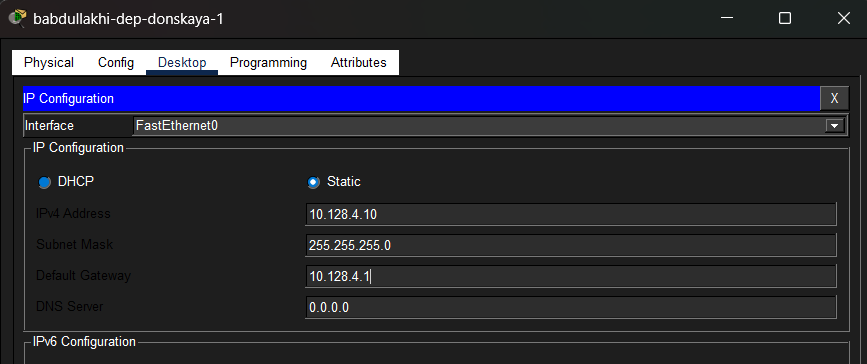 babdullakhi-dep-donskaya-1
Physical Config Desktop Programming Attributes
IP Configuration X
Interface FastEthernet0
IP Configuration
DHCP Static
IPv4 Address 10.128.4.10
Subnet Mask 255.255.255.0
Default Gateway 10.128.4.1
DNS Server 0.0.0.0
IPv6 Configuration